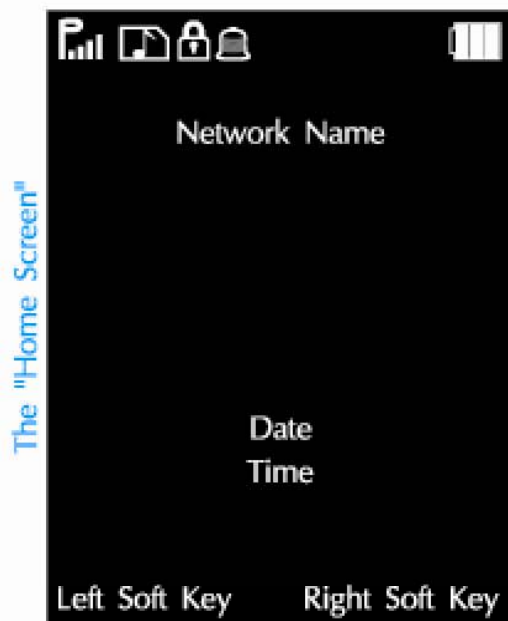 The "Home Screen"
P
Network Name
Date
Time
Left Soft Key Right Soft Key